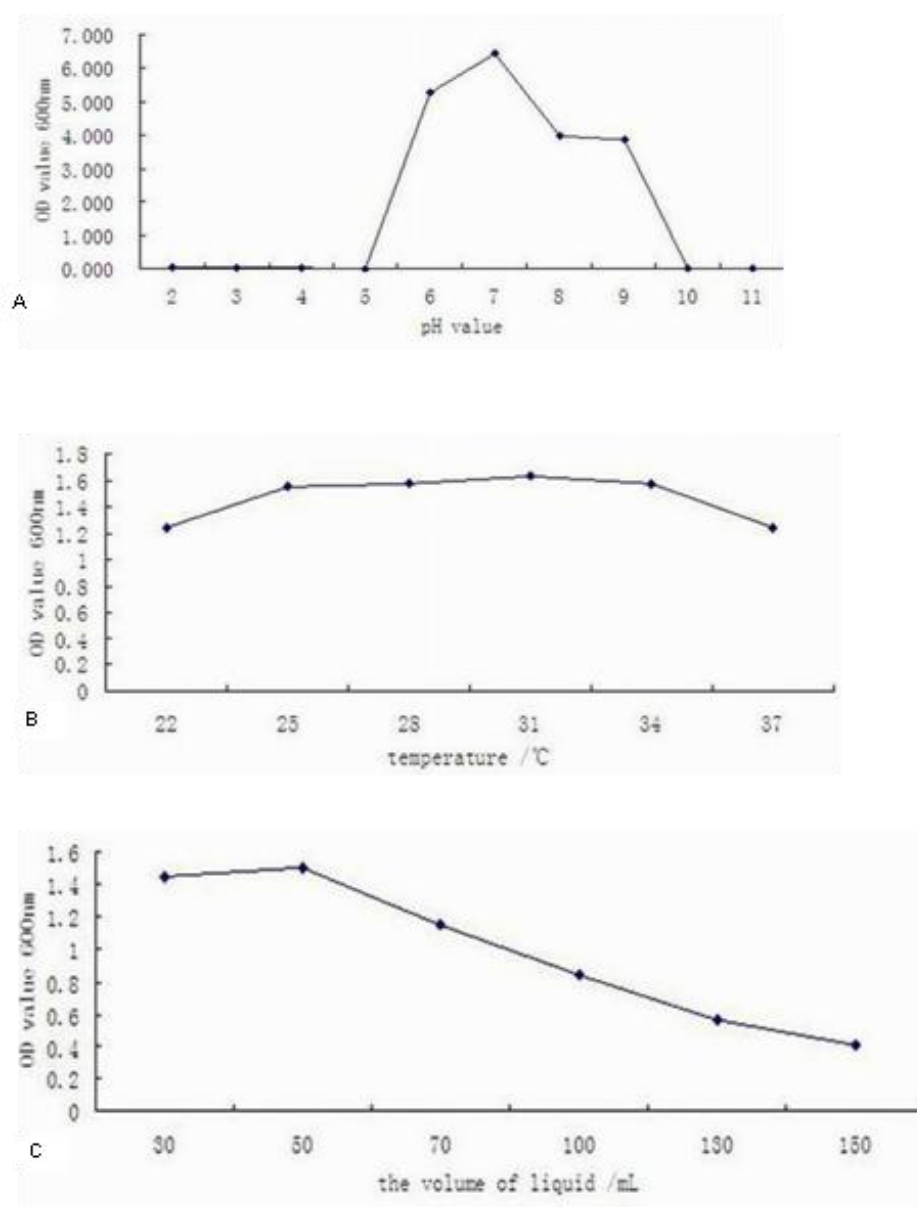 7.000
6.000
5.000
4.000
3.000
2.000
1.000
0.000
OD value 600nm
2 3 4 5 6 7 8 9 10 11
pH value
A
1.8
1.6
1.4
1.2
1
0.8
0.6
0.4
0.2
0
OD value 600nm
22 25 28 31 34 37
temperature /℃
B
1.6
1.4
1.2
1
0.8
0.6
0.4
0.2
0
OD value 600nm
30 50 70 100 130 150
the volume of liquid /mL
C